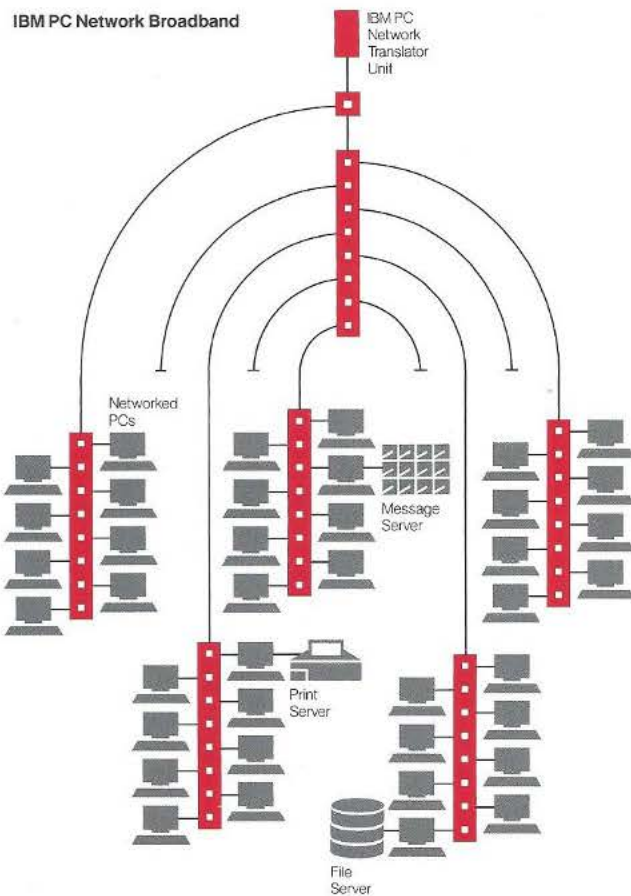 IBM PC Network Broadband
IBM PC
Network
Translator
Unit
Networked
PCs
Message
Server
Print
Server
File
Server